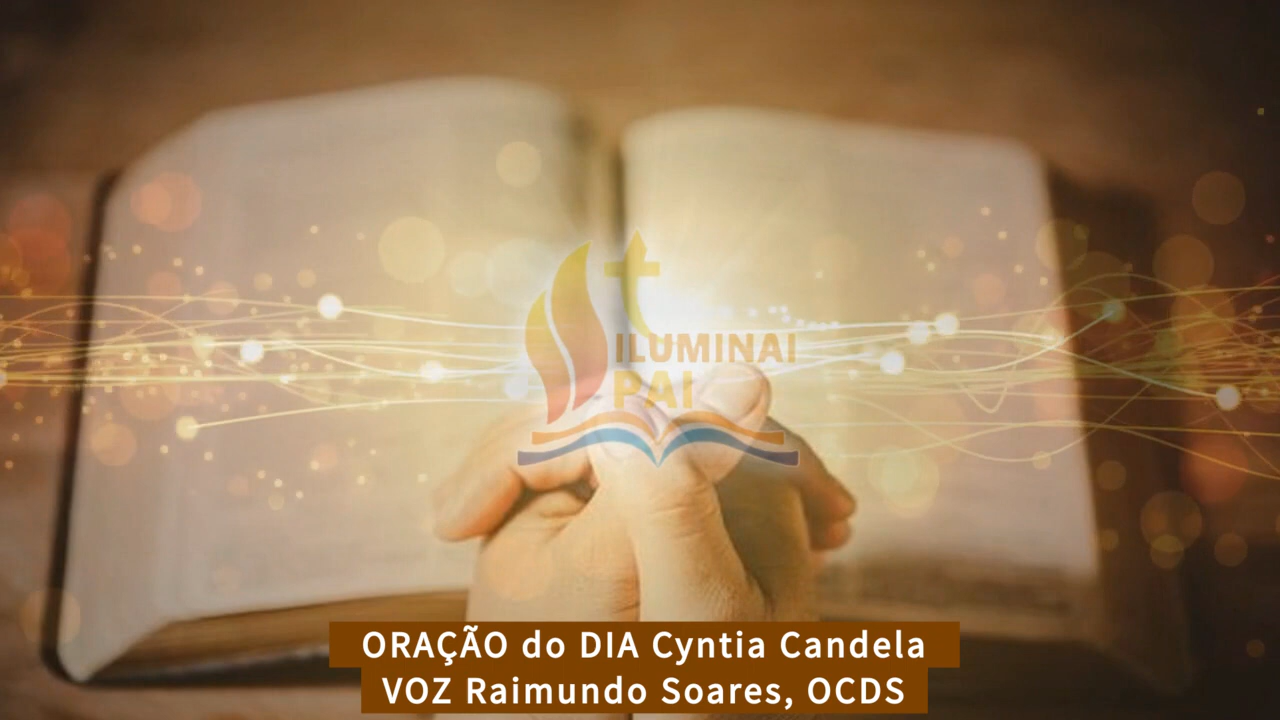 ILUMINAI
PAI
ORAÇÃO do DIA Cyntia Candela
VOZ Raimundo Soares, OCDS